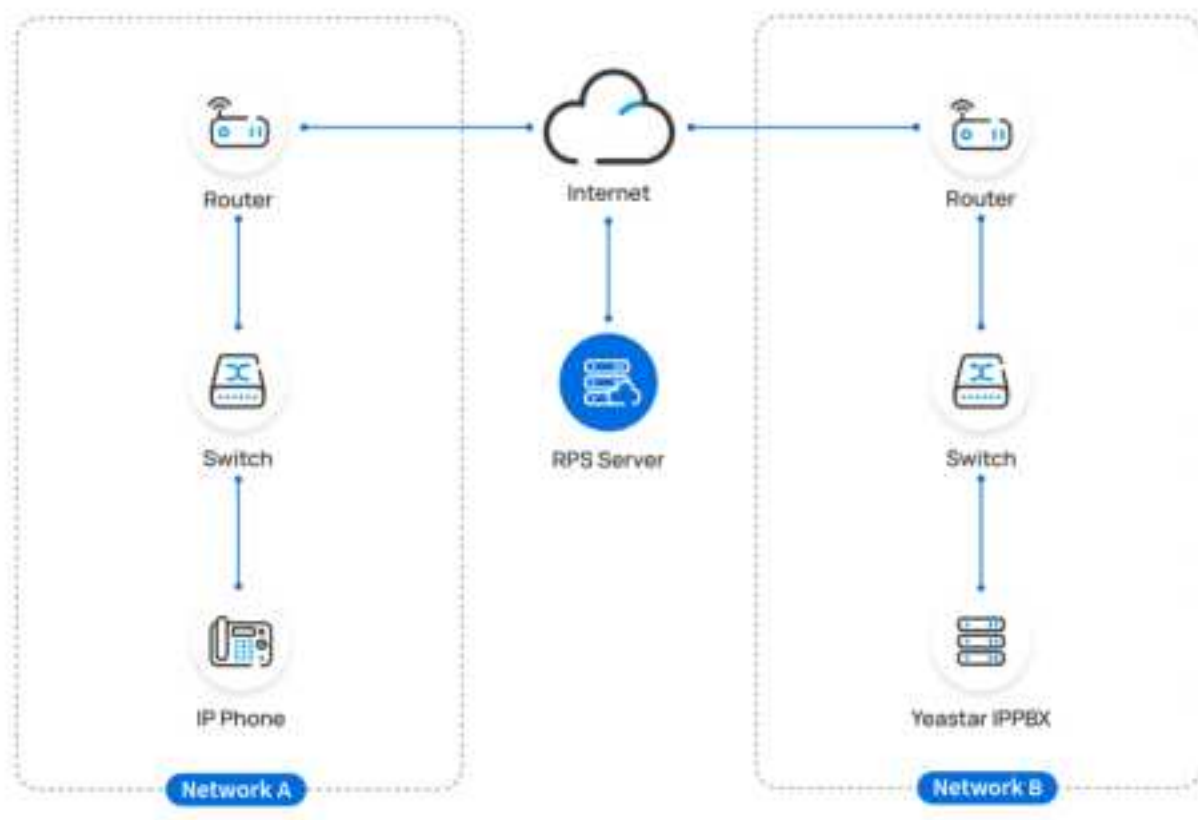 Router
Internet
Router
Switch
RPS Server
Switch
IP Phone
Yeastar IPPBX
Network A
Network B